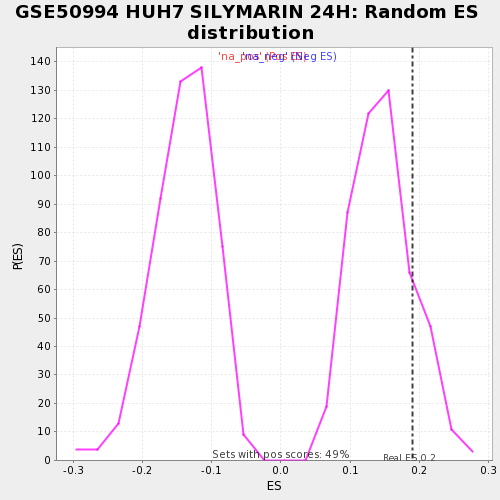 GSE50994 HUH7 SILYMARIN 24H: Random ES
distribution
'na_pos' (Pos ES) 'na_neg' (Neg ES)
140
130
120
110
100
90
80
70
60
50
40
30
20
10
0
P(ES)
Sets with pos scores: 49%
Real ES 0.2
-0.3 -0.2 -0.1 0.0 0.1 0.2 0.3
ES